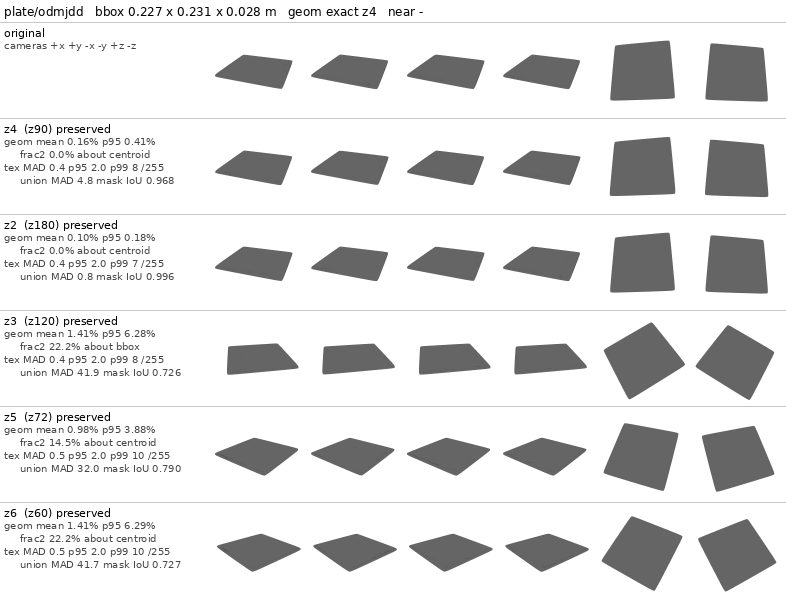 plate/odmjdd bbox 0.227 x 0.231 x 0.028 m geom exact z4 near -
original
cameras +x +y -x -y +z -z
z4 (z90) preserved
geom mean 0.16% p95 0.41%
frac2 0.0% about centroid
tex MAD 0.4 p95 2.0 p99 8 /255
union MAD 4.8 mask IoU 0.968
z2 (z180) preserved
geom mean 0.10% p95 0.18%
frac2 0.0% about centroid
tex MAD 0.4 p95 2.0 p99 7 /255
union MAD 0.8 mask IoU 0.996
z3 (z120) preserved
geom mean 1.41% p95 6.28%
frac2 22.2% about bbox
tex MAD 0.4 p95 2.0 p99 8 /255
union MAD 41.9 mask IoU 0.726
z5 (z72) preserved
geom mean 0.98% p95 3.88%
frac2 14.5% about centroid
tex MAD 0.5 p95 2.0 p99 10 /255
union MAD 32.0 mask IoU 0.790
z6 (z60) preserved
geom mean 1.41% p95 6.29%
frac2 22.2% about centroid
tex MAD 0.5 p95 2.0 p99 10 /255
union MAD 41.7 mask IoU 0.727